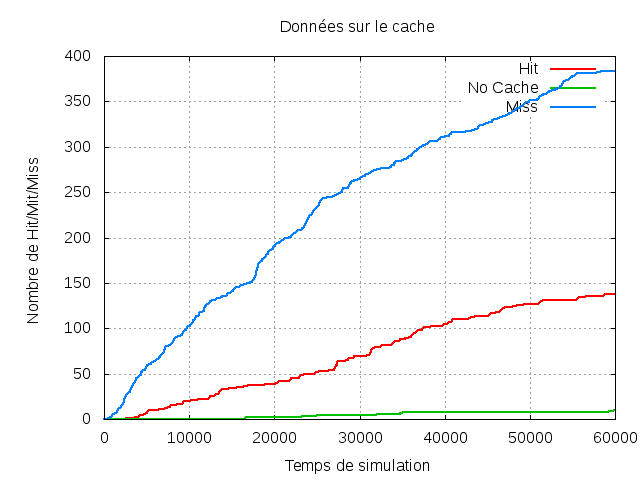 Données sur le cache
400
350
300
250
200
150
100
50
0
Nombre de Hit/Mit/Miss
Hit
No Cache
Miss
0
10000
20000
30000
40000
50000
60000
Temps de simulation